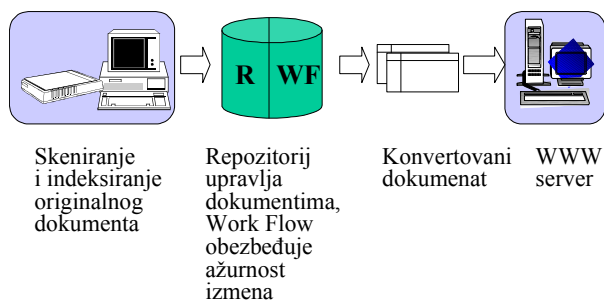 R WF
Skeniranje
i indeksiranje
originalnog
dokumenta
Repozitorij
upravlja
dokumentima,
Work Flow
obezbeđuje
ažurnost
izmena
Konvertovani
dokumenat
WWW
server